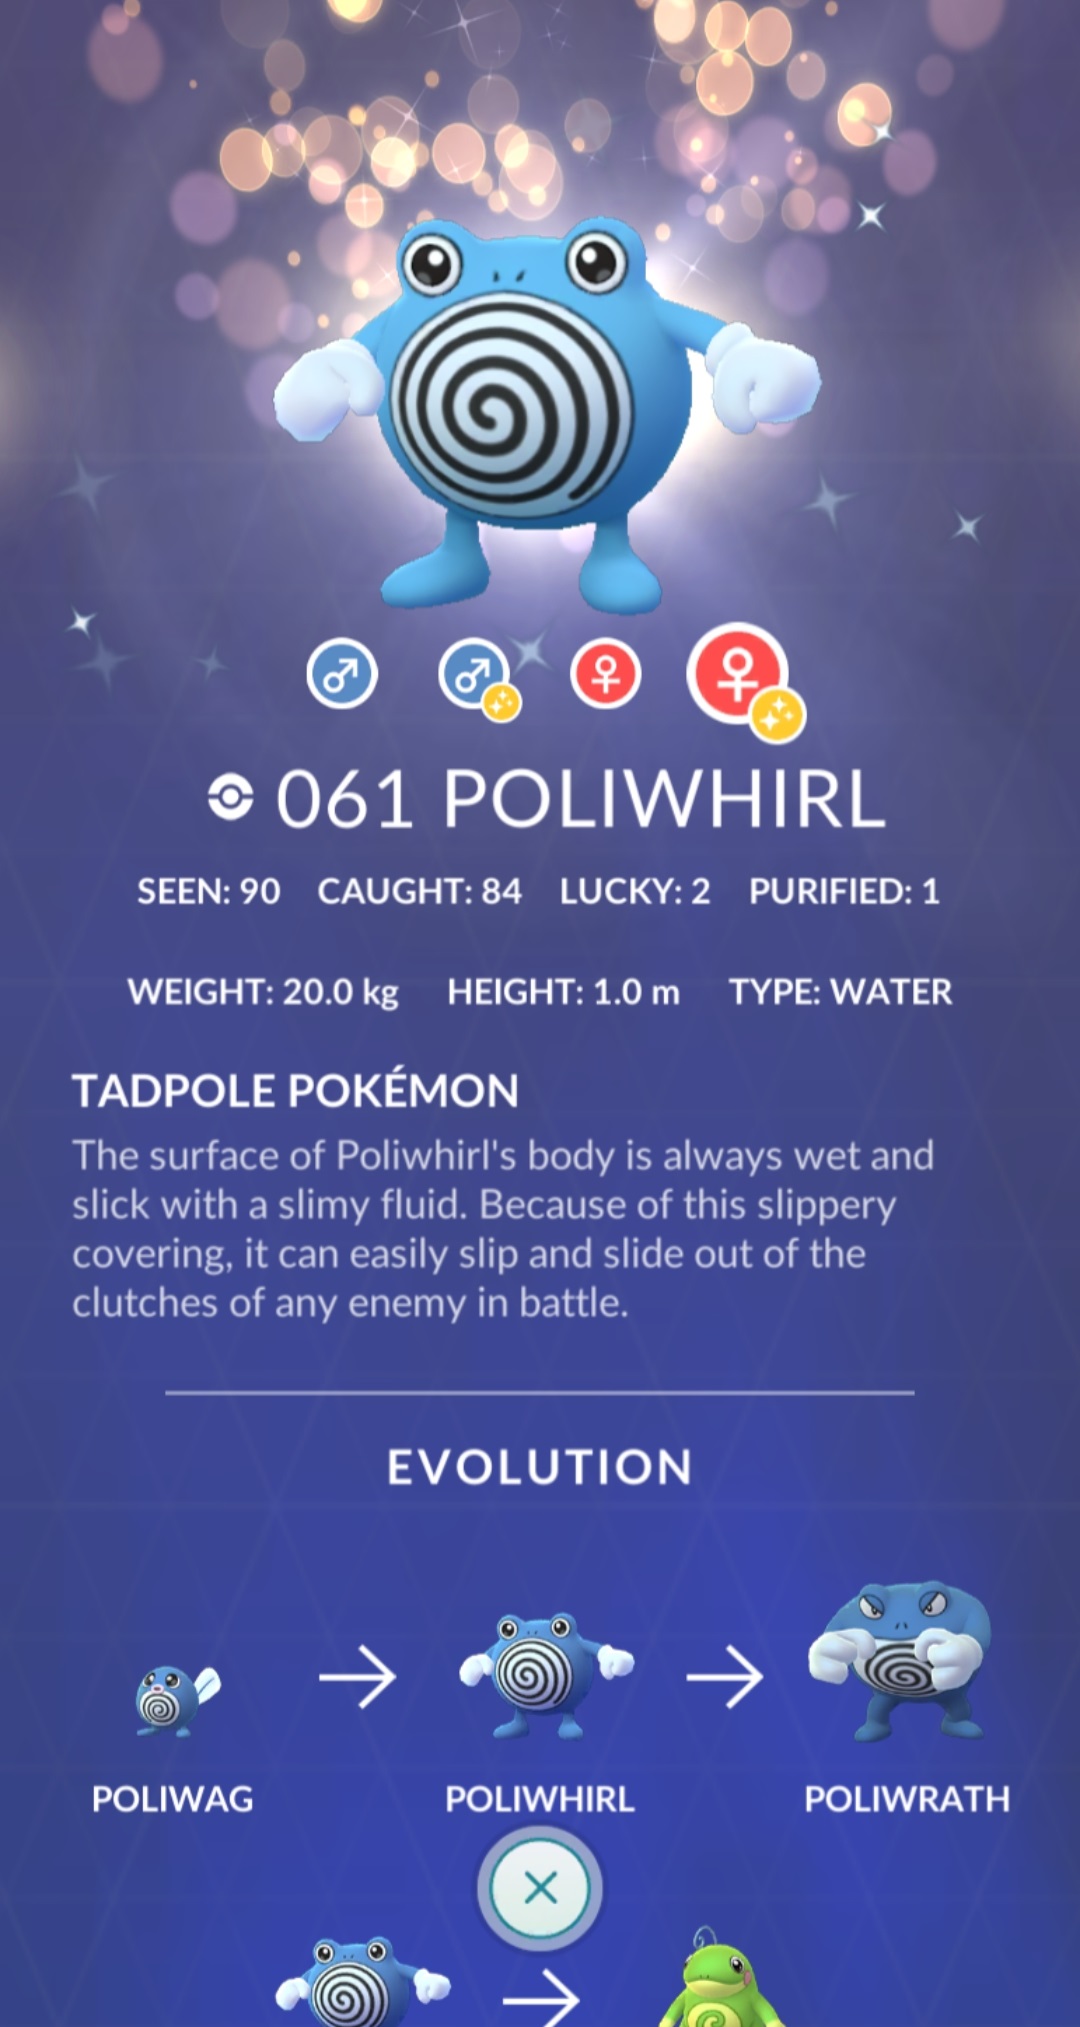 061 POLIWHIRL
SEEN: 90 CAUGHT: 84 LUCKY: 2 PURIFIED: 1
WEIGHT: 20.0 kg HEIGHT: 1.0 m TYPE: WATER
TADPOLE POKÉMON
The surface of Poliwhirl's body is always wet and
slick with a slimy fluid. Because of this slippery
covering, it can easily slip and slide out of the
clutches of any enemy in battle.
EVOLUTION
POLIWAG POLIWHIRL POLIWRATH